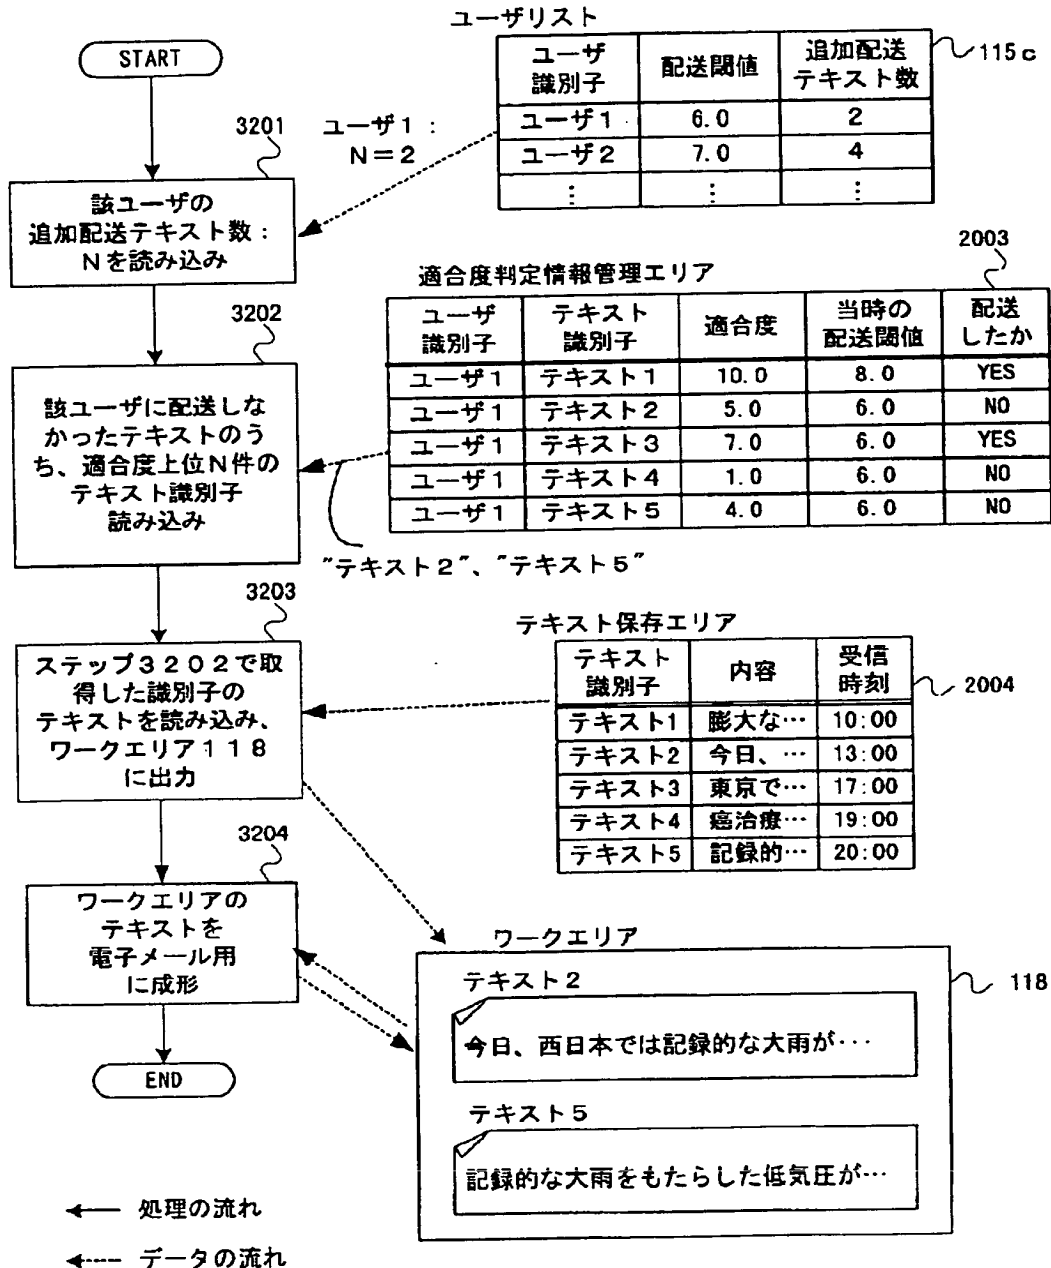 START
3201
ユーザ1:
N=2
該ユーザの
追加配送テキスト数:
Nを読み込み
ユーザリスト
115c
ユーザ
識別子
配送閾値
追加配送
テキスト数
ユーザ1 6.0 2
ユーザ2 7.0 4
⋮ ⋮ ⋮
3202
該ユーザに配送しな
かったテキストのう
ち、適合度上位N件の
テキスト識別子
読み込み
2003
適合度判定情報管理エリア
ユーザ
識別子
テキスト
識別子
適合度
当時の
配送閾値
配送
したか
ユーザ1 テキスト1 10.0 8.0 YES
ユーザ1 テキスト2 5.0 6.0 NO
ユーザ1 テキスト3 7.0 6.0 YES
ユーザ1 テキスト4 1.0 6.0 NO
ユーザ1 テキスト5 4.0 6.0 NO
"テキスト2"、"テキスト5"
3203
ステップ3202で取
得した識別子の
テキストを読み込み、
ワークエリア118
に出力
テキスト保存エリア
テキスト
識別子
内容
受信
時刻
2004
テキスト1 膨大な… 10:00
テキスト2 今日、… 13:00
テキスト3 東京で… 17:00
テキスト4 癌治療… 19:00
テキスト5 記録的… 20:00
3204
ワークエリアの
テキストを
電子メール用
に成形
END
ワークエリア
118
テキスト2
今日、西日本では記録的な大雨が…
テキスト5
記録的な大雨をもたらした低気圧が…
処理の流れ
データの流れ